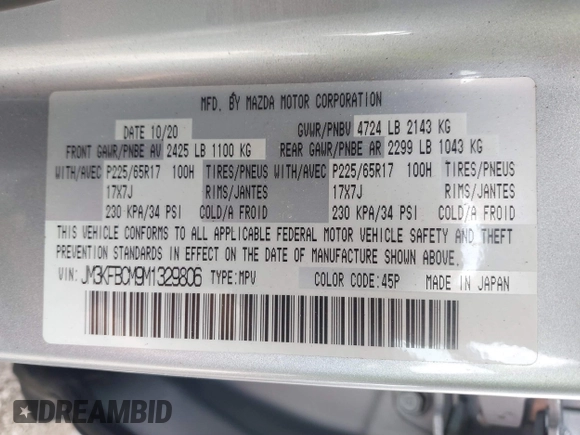 MFD. BY MAZDA MOTOR CORPORATION
DATE 10/20 GVWR/PNBV 4724 LB 2143 KG
FRONT GAWR/PNBE AV 2425 LB 1100 KG REAR GAWR/PNBE AR 2299 LB 1043 KG
WITH/AVEC P225/65R17 100H TIRES/PNEUS WITH/AVEC P225/65R17 100H TIRES/PNEUS
17X7J RIMS/JANTES 17X7J RIMS/JANTES
230 KPA/34 PSI COLD/A FROID 230 KPA/34 PSI COLD/A FROID
THIS VEHICLE CONFORMS TO ALL APPLICABLE FEDERAL MOTOR VEHICLE SAFETY AND THEFT
PREVENTION STANDARDS IN EFFECT ON THE DATE OF MANUFACTURE SHOWN ABOVE.
VIN: JM3KFBCM9M1329806 TYPE:MPV COLOR CODE:45P MADE IN JAPAN
DREAMBID